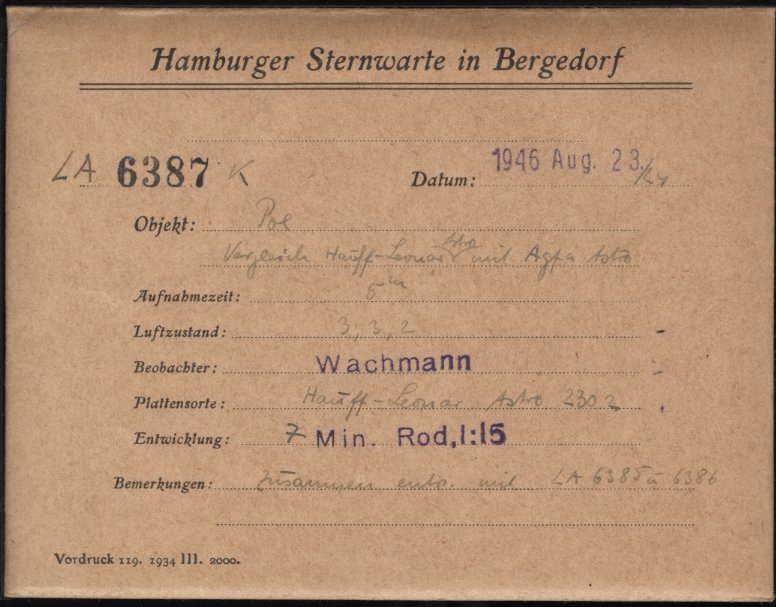 Hamburger Sternwarte in Bergedorf
LA 6387 K Datum: 1946 Aug. 23./24
Objekt: Pol
Vergleich Hauff-Leonar Astro mit Agfa Astro
Aufnahmezeit: 5m
Luftzustand: 3, 3, 2
Beobachter: Wachmann
Plattensorte: Hauff-Leonar Astro 2302
Entwicklung: 7 Min. Rod.1:15
Bemerkungen: Zusammen entw. mit LA 6385 u 6386
Vordruck 119. 1934 III. 2000.